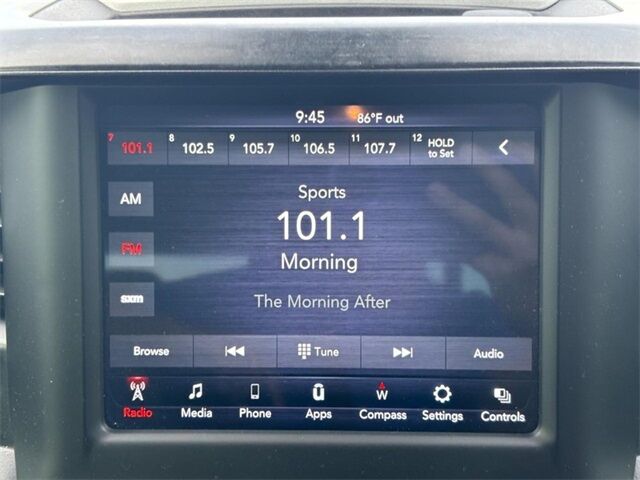 9:45 86°F out
7 101.1 8 102.5 9 105.7 10 106.5 11 107.7 12 HOLD to Set
AM
Sports
101.1
FM
Morning
sxm
The Morning After
Browse Tune Audio
W
Radio Media Phone Apps Compass Settings Controls